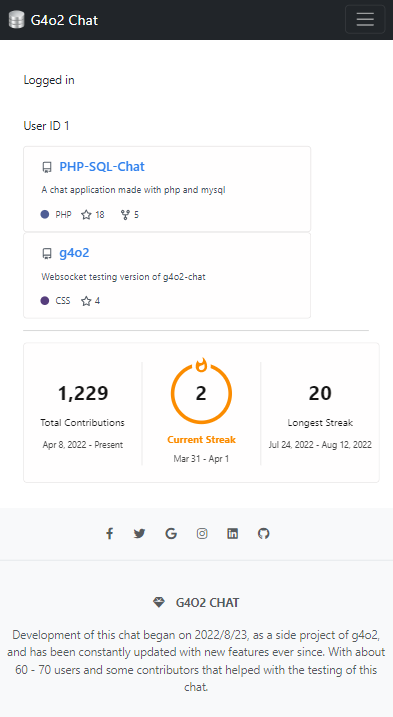 G4o2 Chat
Logged in
User ID 1
PHP-SQL-Chat
A chat application made with php and mysql
PHP 18 5
g4o2
Websocket testing version of g4o2-chat
CSS 4
1,229
Total Contributions
Apr 8, 2022 - Present
2
Current Streak
Mar 31 - Apr 1
20
Longest Streak
Jul 24, 2022 - Aug 12, 2022
G4O2 CHAT
Development of this chat began on 2022/8/23, as a side project of g4o2,
and has been constantly updated with new features ever since. With about
60 - 70 users and some contributors that helped with the testing of this
chat.